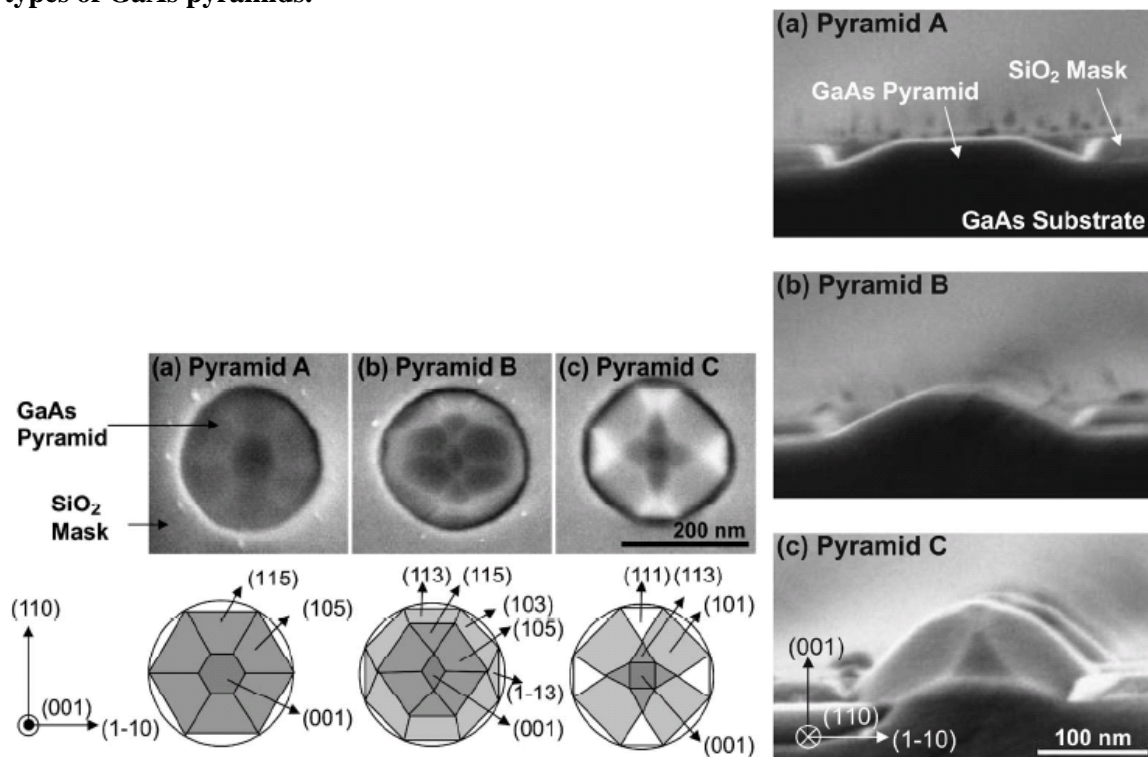 types of GaAs pyramids.
(a) Pyramid A
SiO₂ Mask
GaAs Pyramid
GaAs Substrate
(b) Pyramid B
(c) Pyramid C
(001)
(110)
(1-10)
100 nm
(a) Pyramid A
(b) Pyramid B
(c) Pyramid C
GaAs
Pyramid
SiO₂
Mask
200 nm
(110)
(001)
(1-10)
(115)
(105)
(001)
(113)
(115)
(103)
(105)
(1-13)
(001)
(111)
(113)
(101)
(001)